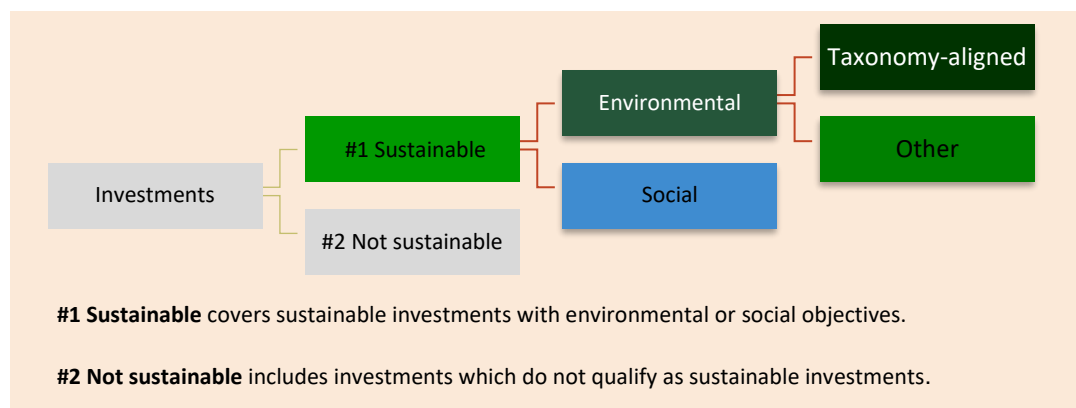 Taxonomy-aligned
Environmental
#1 Sustainable
Other
Investments
Social
#2 Not sustainable
#1 Sustainable covers sustainable investments with environmental or social objectives.
#2 Not sustainable includes investments which do not qualify as sustainable investments.